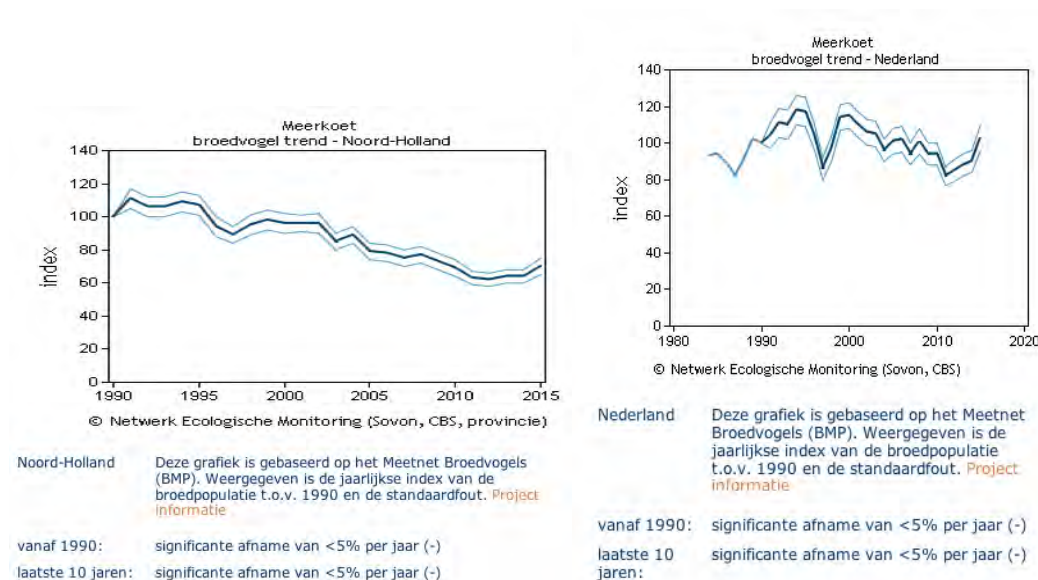 Meerkoet
broedvogel trend - Noord-Holland
140
120
100
80
60
40
20
0
index
1990
1995
2000
2005
2010
2015
© Netwerk Ecologische Monitoring (Sovon, CBS, provincie)
Noord-Holland
Deze grafiek is gebaseerd op het Meetnet Broedvogels
(BMP). Weergegeven is de jaarlijkse index van de
broedpopulatie t.o.v. 1990 en de standaardfout. Project
informatie
vanaf 1990:
significante afname van <5% per jaar (-)
laatste 10 jaren:
significante afname van <5% per jaar (-)
Meerkoet
broedvogel trend - Nederland
140
120
100
80
60
40
20
0
index
1980
1990
2000
2010
2020
© Netwerk Ecologische Monitoring (Sovon, CBS)
Nederland
Deze grafiek is gebaseerd op het Meetnet
Broedvogels (BMP). Weergegeven is de
jaarlijkse index van de broedpopulatie
t.o.v. 1990 en de standaardfout. Project
informatie
vanaf 1990:
significante afname van <5% per jaar (-)
laatste 10
jaren:
significante afname van <5% per jaar (-)